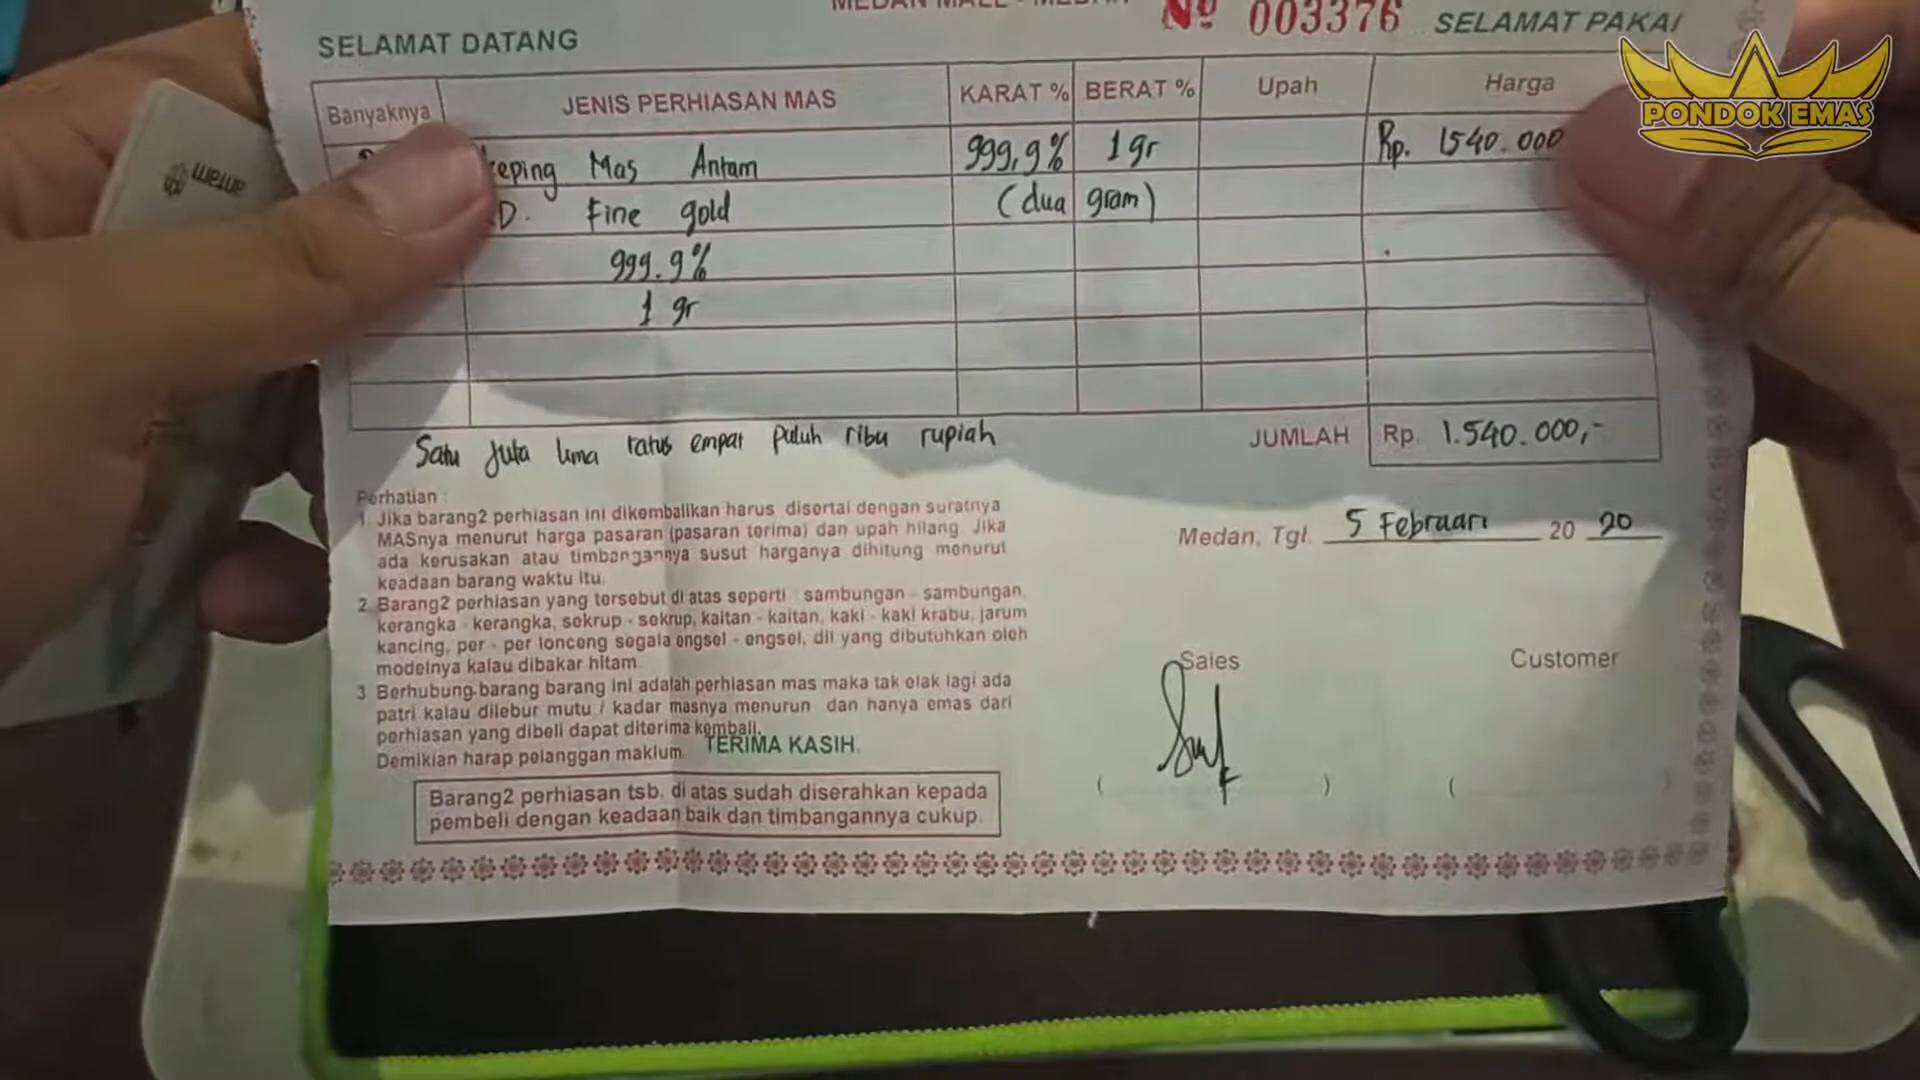 003376
SELAMAT PAKAI
SELAMAT DATANG
PONDOK EMAS
Banyaknya
JENIS PERHIASAN MAS
KARAT %
BERAT %
Upah
Harga
antam
keping Mas Antam
999,9%
1 gr
Rp. 1540.000
D. Fine gold
(dua gram)
999.9%
1 gr
Satu Juta lima ratus empat puluh ribu rupiah
JUMLAH
Rp. 1.540.000,-
Perhatian :
1. Jika barang2 perhiasan ini dikembalikan harus disertai dengan suratnya
MASnya menurut harga pasaran (pasaran terima) dan upah hilang. Jika
ada kerusakan atau timbangannya susut harganya dihitung menurut
keadaan barang waktu itu.
2. Barang2 perhiasan yang tersebut di atas seperti : sambungan - sambungan,
kerangka - kerangka, sekrup - sekrup, kaitan - kaitan, kaki - kaki krabu, jarum
kancing, per - per lonceng segala engsel - engsel, dll yang dibutuhkan oleh
modelnya kalau dibakar hitam.
3. Berhubung barang barang ini adalah perhiasan mas maka tak elak lagi ada
patri kalau dilebur mutu / kadar masnya menurun dan hanya emas dari
perhiasan yang dibeli dapat diterima kembali.
Demikian harap pelanggan maklum. TERIMA KASIH.
Medan, Tgl. 5 Februari 20 20
Sales
Customer
Barang2 perhiasan tsb. di atas sudah diserahkan kepada
pembeli dengan keadaan baik dan timbangannya cukup.